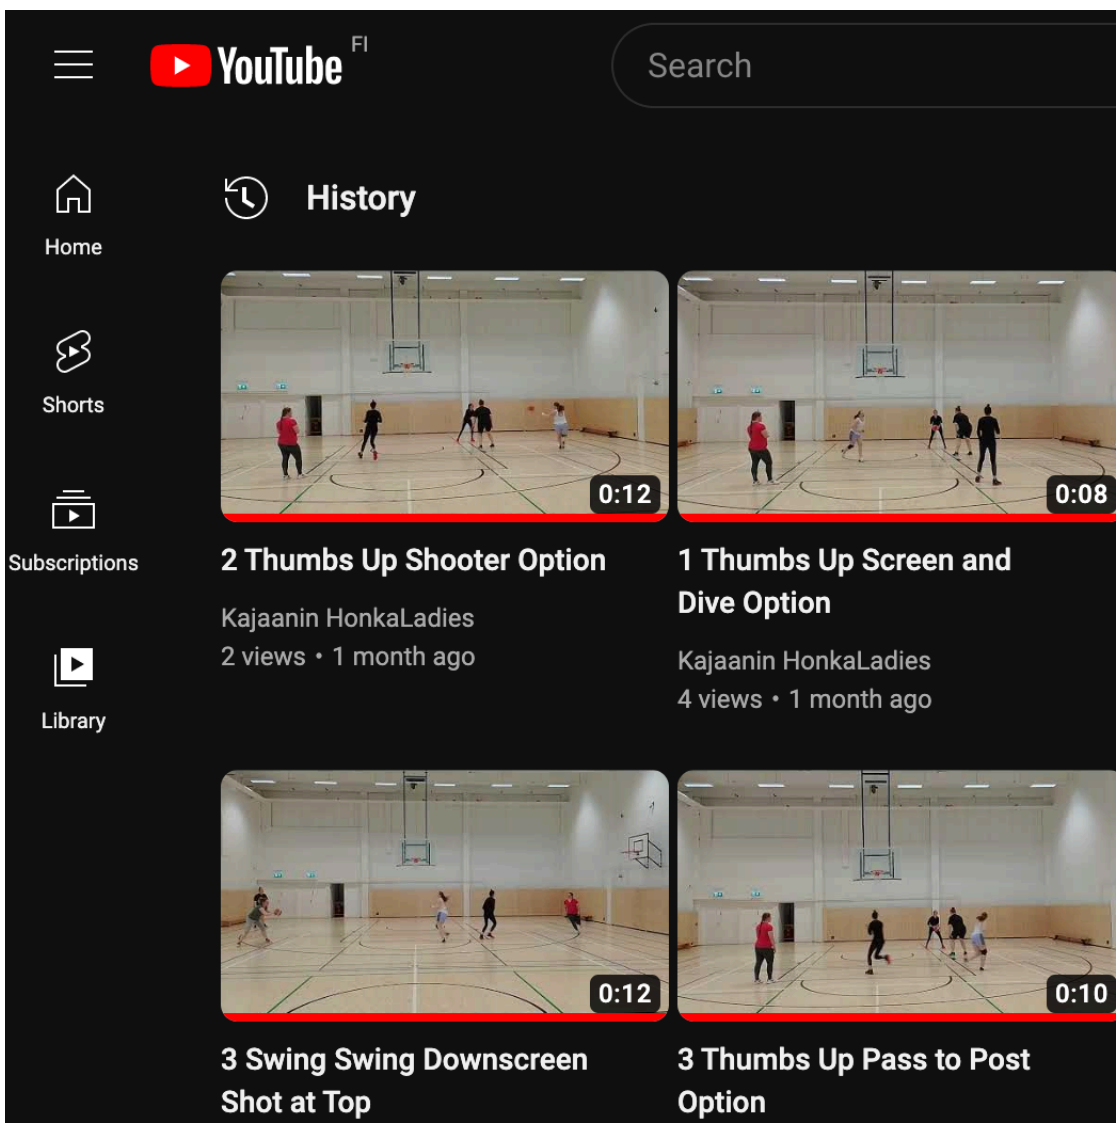 YouTube FI
Search
Home
Shorts
Subscriptions
Library
History
0:12
2 Thumbs Up Shooter Option
Kajaanin HonkaLadies
2 views • 1 month ago
0:08
1 Thumbs Up Screen and
Dive Option
Kajaanin HonkaLadies
4 views • 1 month ago
0:12
3 Swing Swing Downscreen
Shot at Top
0:10
3 Thumbs Up Pass to Post
Option